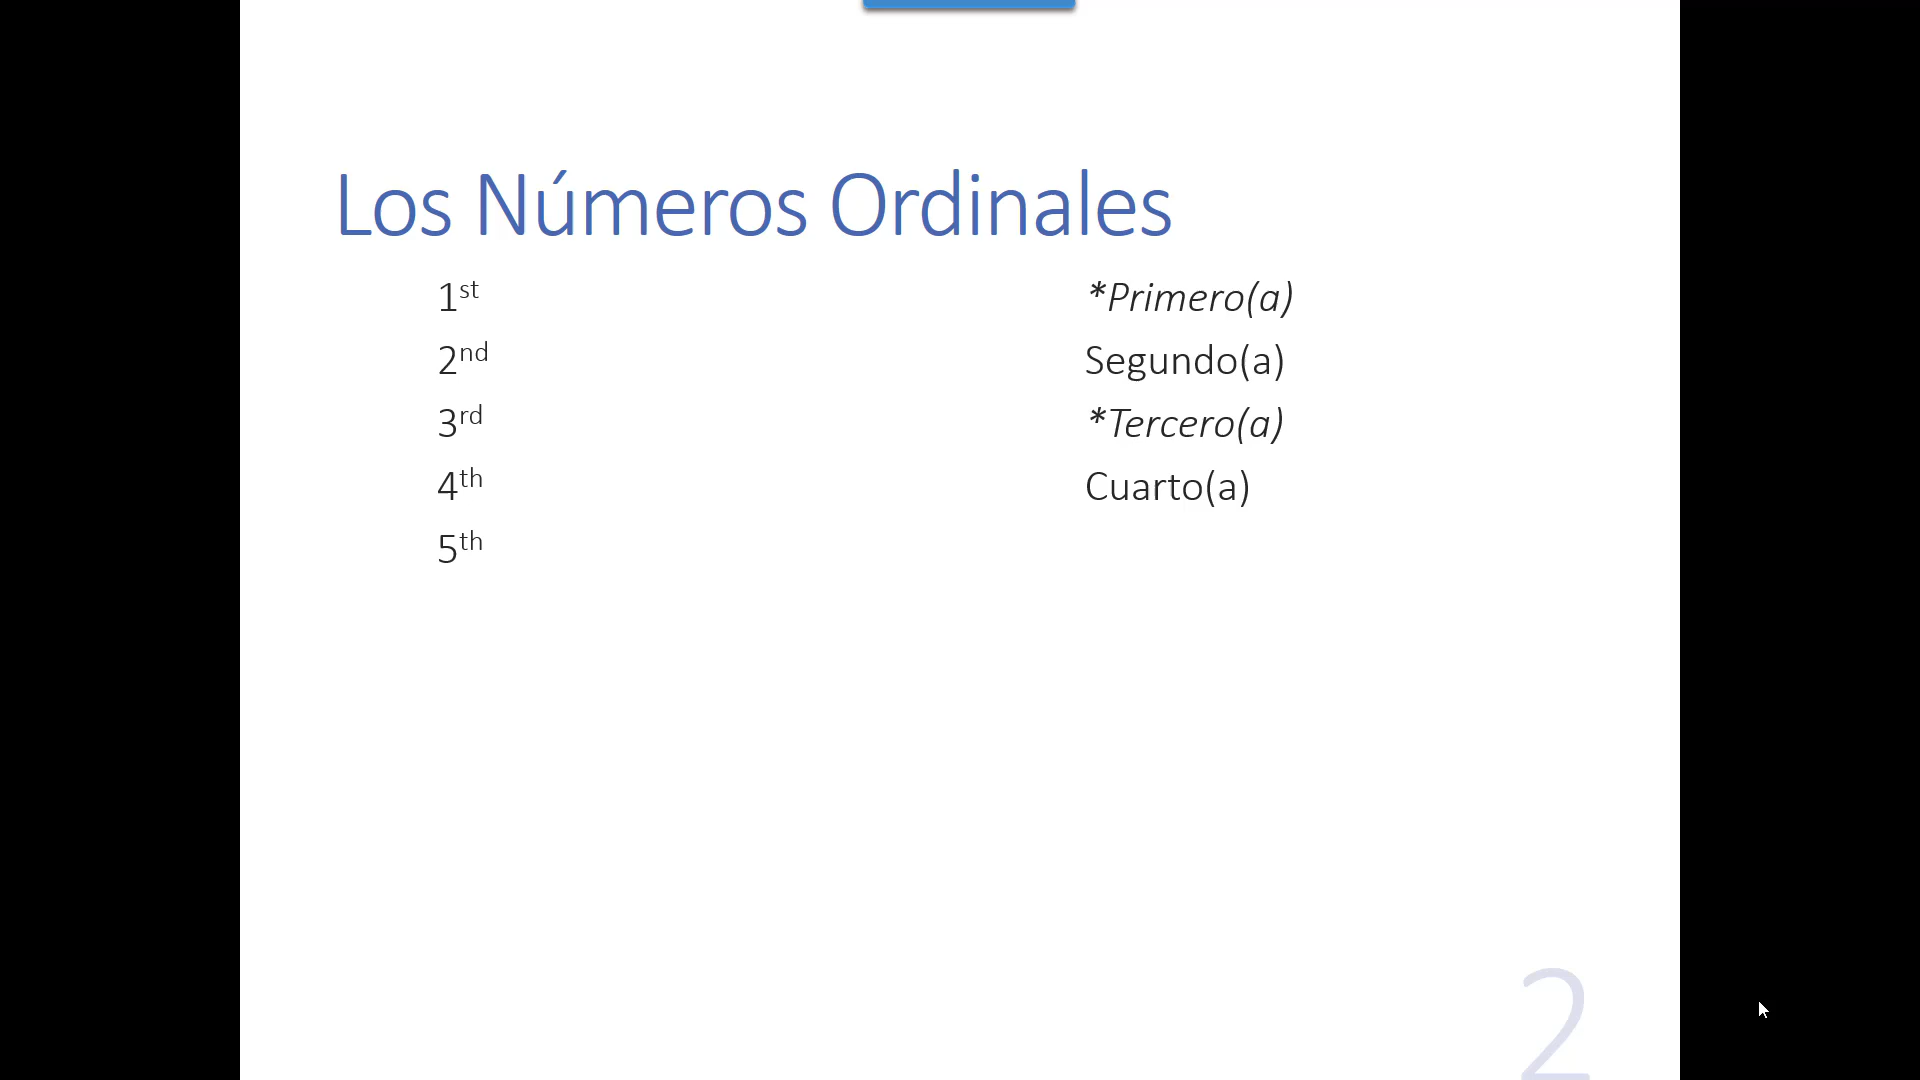 Los Números Ordinales
1st *Primero(a)
2nd Segundo(a)
3rd *Tercero(a)
4th Cuarto(a)
5th
2